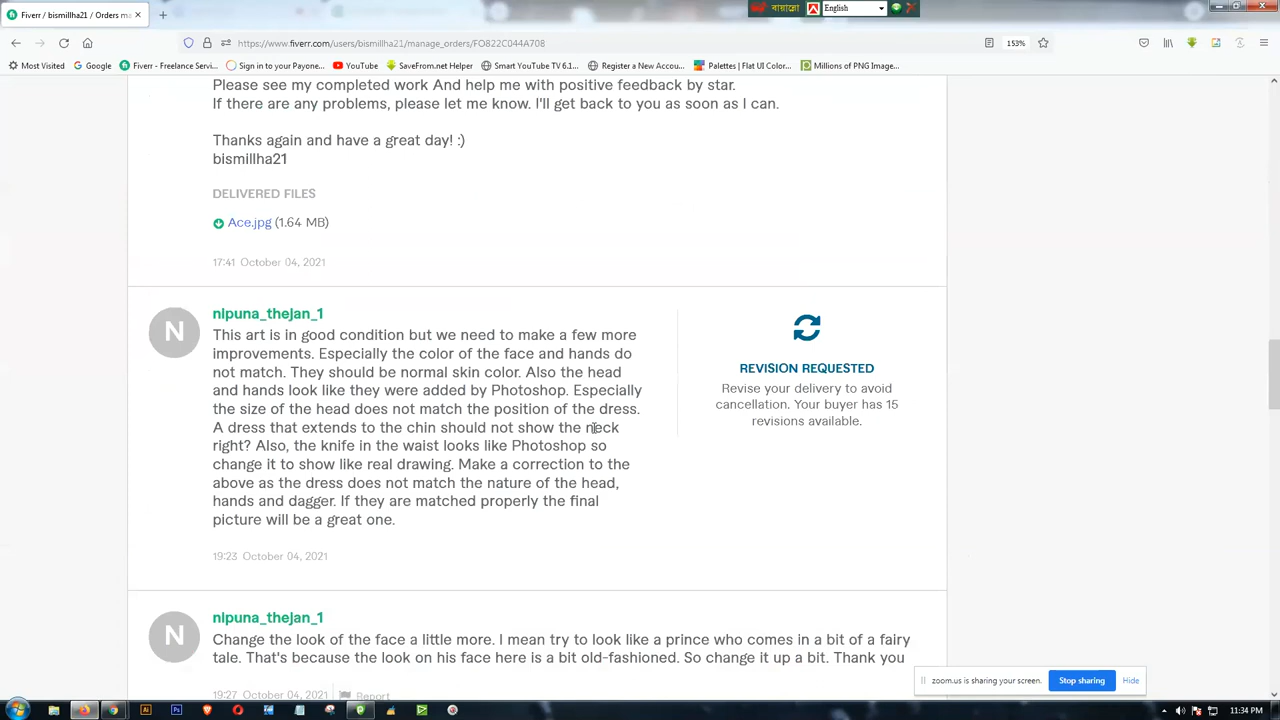 Fiverr / bismillha21 / Orders ma
বায়ান্নো
English
https://www.fiverr.com/users/bismillha21/manage_orders/FO822C044A708
153%
Most Visited
Google
Fiverr - Freelance Servi...
Sign in to your Payone...
YouTube
SaveFrom.net Helper
Smart YouTube TV 6.1...
Register a New Accou...
Palettes | Flat UI Color...
Millions of PNG Image...
Please see my completed work And help me with positive feedback by star.
If there are any problems, please let me know. I'll get back to you as soon as I can.
Thanks again and have a great day! :)
bismillha21
DELIVERED FILES
Ace.jpg (1.64 MB)
17:41 October 04, 2021
N
nipuna_thejan_1
This art is in good condition but we need to make a few more
improvements. Especially the color of the face and hands do
not match. They should be normal skin color. Also the head
and hands look like they were added by Photoshop. Especially
the size of the head does not match the position of the dress.
A dress that extends to the chin should not show the neck
right? Also, the knife in the waist looks like Photoshop so
change it to show like real drawing. Make a correction to the
above as the dress does not match the nature of the head,
hands and dagger. If they are matched properly the final
picture will be a great one.
19:23 October 04, 2021
REVISION REQUESTED
Revise your delivery to avoid
cancellation. Your buyer has 15
revisions available.
N
nipuna_thejan_1
Change the look of the face a little more. I mean try to look like a prince who comes in a bit of a fairy
tale. That's because the look on his face here is a bit old-fashioned. So change it up a bit. Thank you
19:27 October 04, 2021
Report
zoom.us is sharing your screen.
Stop sharing
Hide
Ai
Ps
11:34 PM